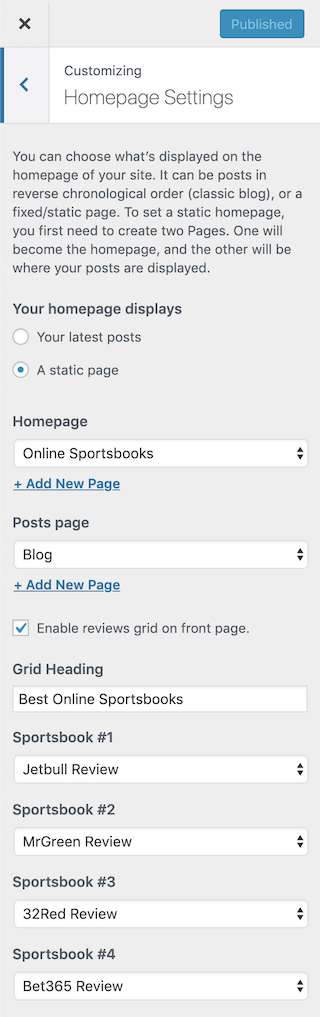 Published
Customizing
Homepage Settings
You can choose what's displayed on the
homepage of your site. It can be posts in
reverse chronological order (classic blog), or a
fixed/static page. To set a static homepage,
you first need to create two Pages. One will
become the homepage, and the other will be
where your posts are displayed.
Your homepage displays
Your latest posts
A static page
Homepage
Online Sportsbooks
+ Add New Page
Posts page
Blog
+ Add New Page
Enable reviews grid on front page.
Grid Heading
Best Online Sportsbooks
Sportsbook #1
Jetbull Review
Sportsbook #2
MrGreen Review
Sportsbook #3
32Red Review
Sportsbook #4
Bet365 Review